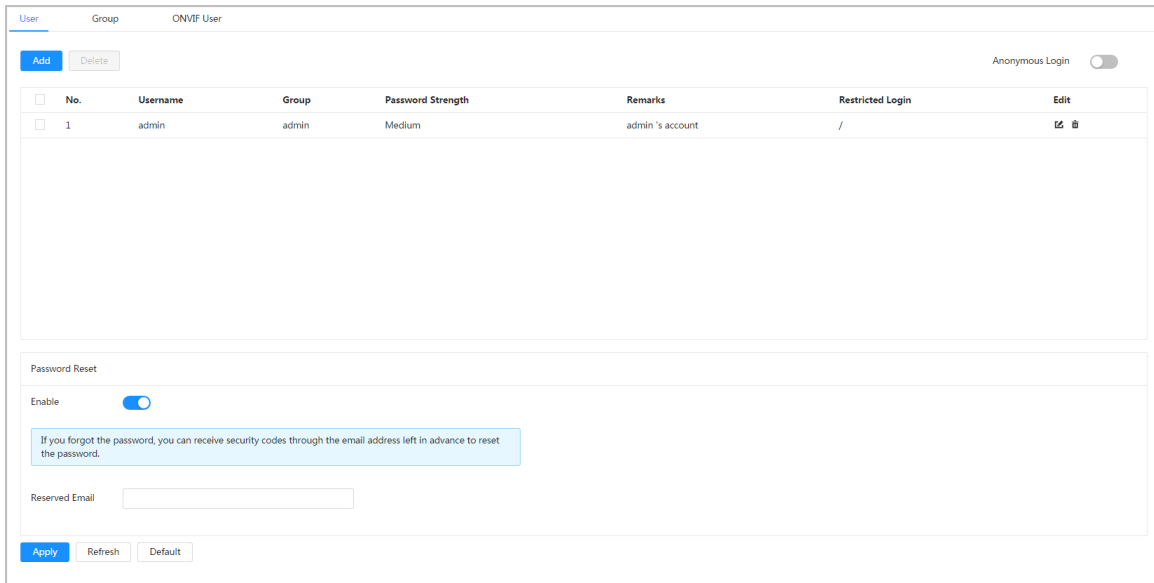 User Group ONVIF User
Add Delete Anonymous Login
No. Username Group Password Strength Remarks Restricted Login Edit
1 admin admin Medium admin 's account /
Password Reset
Enable
If you forgot the password, you can receive security codes through the email address left in advance to reset
the password.
Reserved Email
Apply Refresh Default